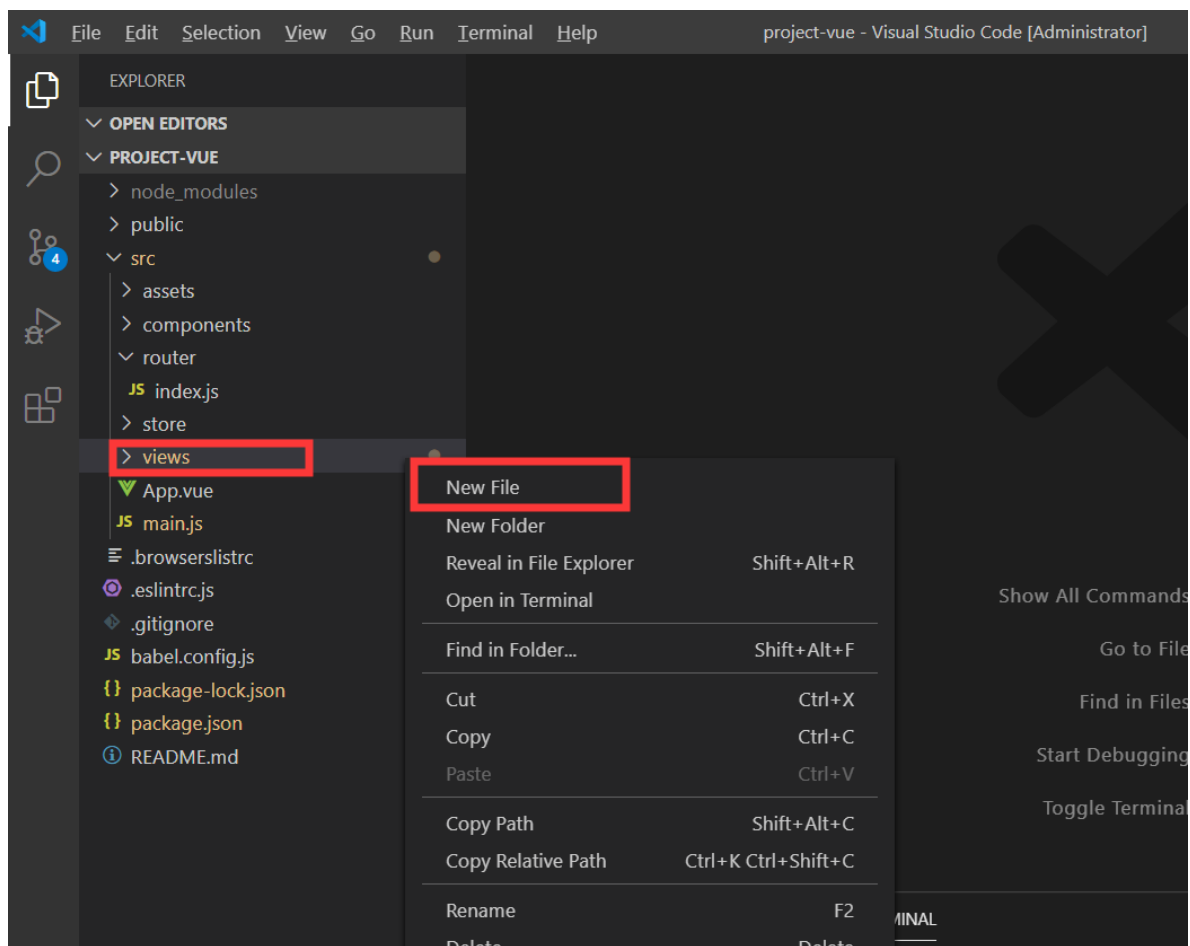 File Edit Selection View Go Run Terminal Help project-vue - Visual Studio Code [Administrator]
EXPLORER
OPEN EDITORS
PROJECT-VUE
node_modules
public
4
src
assets
components
router
JS index.js
store
views
App.vue
JS main.js
.browserslistrc
.eslintrc.js
.gitignore
JS babel.config.js
{} package-lock.json
{} package.json
README.md
New File
New Folder
Reveal in File Explorer Shift+Alt+R
Open in Terminal
Find in Folder... Shift+Alt+F
Cut Ctrl+X
Copy Ctrl+C
Paste Ctrl+V
Copy Path Shift+Alt+C
Copy Relative Path Ctrl+K Ctrl+Shift+C
Rename F2
Delete Delete
Show All Commands
Go to File
Find in Files
Start Debugging
Toggle Terminal
MINAL